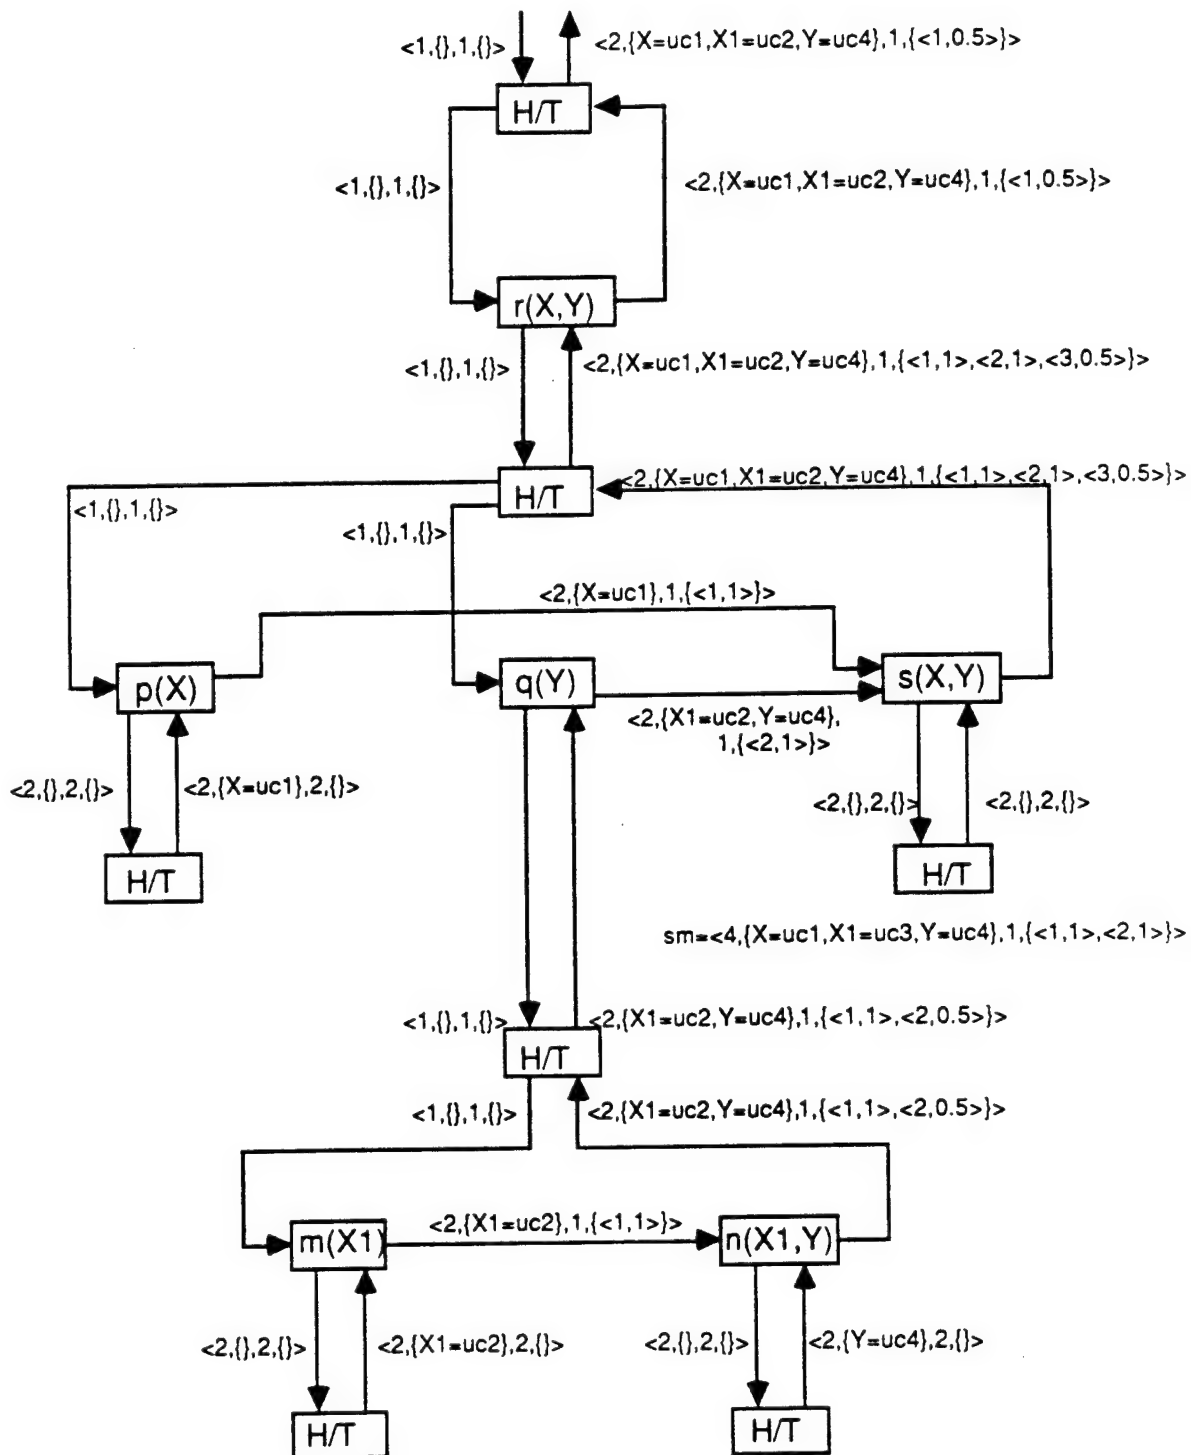 <1,{},1,{}>
<2,{X=uc1,X1=uc2,Y=uc4},1,{<1,0.5>}>
H/T
<1,{},1,{}>
<2,{X=uc1,X1=uc2,Y=uc4},1,{<1,0.5>}>
r(X,Y)
<1,{},1,{}>
<2,{X=uc1,X1=uc2,Y=uc4},1,{<1,1>,<2,1>,<3,0.5>}>
H/T
<2,{X=uc1,X1=uc2,Y=uc4},1,{<1,1>,<2,1>,<3,0.5>}>
<1,{},1,{}>
<1,{},1,{}>
<2,{X=uc1},1,{<1,1>}>
p(X)
q(Y)
s(X,Y)
<2,{X1=uc2,Y=uc4},
1,{<2,1>}>
<2,{},2,{}>
<2,{X=uc1},2,{}>
<2,{},2,{}>
<2,{},2,{}>
H/T
H/T
sm=<4,{X=uc1,X1=uc3,Y=uc4},1,{<1,1>,<2,1>}>
<1,{},1,{}>
<2,{X1=uc2,Y=uc4},1,{<1,1>,<2,0.5>}>
H/T
<1,{},1,{}>
<2,{X1=uc2,Y=uc4},1,{<1,1>,<2,0.5>}>
<2,{X1=uc2},1,{<1,1>}>
m(X1)
n(X1,Y)
<2,{},2,{}>
<2,{X1=uc2},2,{}>
<2,{},2,{}>
<2,{Y=uc4},2,{}>
H/T
H/T